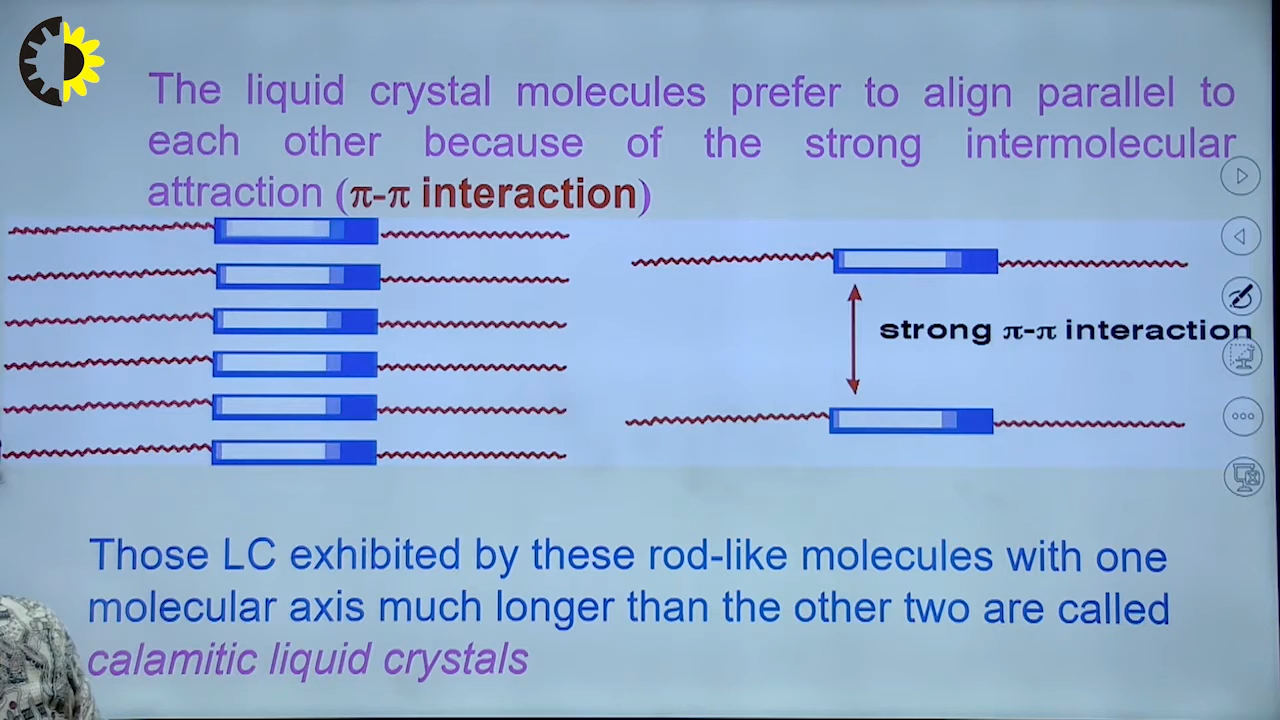 The liquid crystal molecules prefer to align parallel to
each other because of the strong intermolecular
attraction (π-π interaction)
strong π-π interaction
Those LC exhibited by these rod-like molecules with one
molecular axis much longer than the other two are called
calamitic liquid crystals